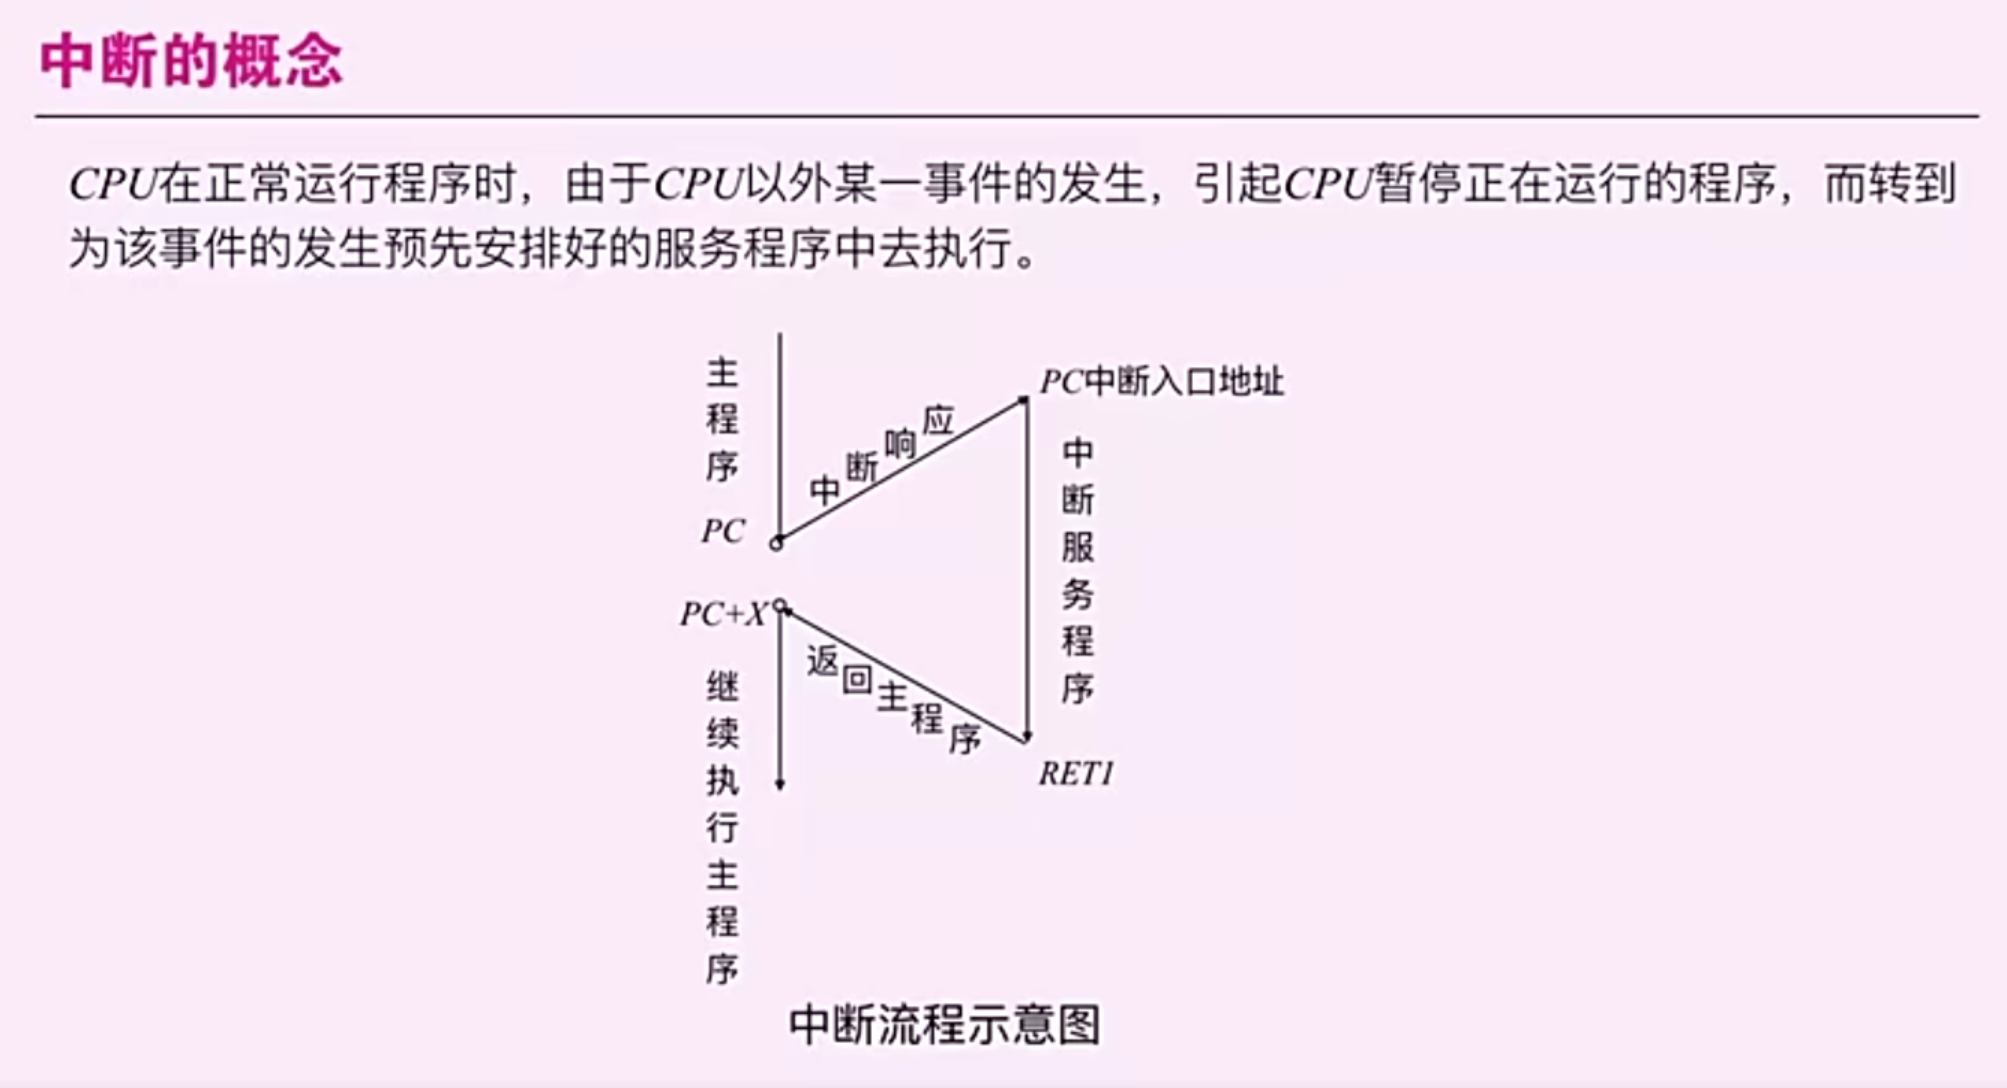 中断的概念
CPU在正常运行程序时，由于CPU以外某一事件的发生，引起CPU暂停正在运行的程序，而转到
为该事件的发生预先安排好的服务程序中去执行。
主程序
PC
中断响应
PC中断入口地址
中断服务程序
RET1
返回主程序
PC+X
继续执行主程序
中断流程示意图